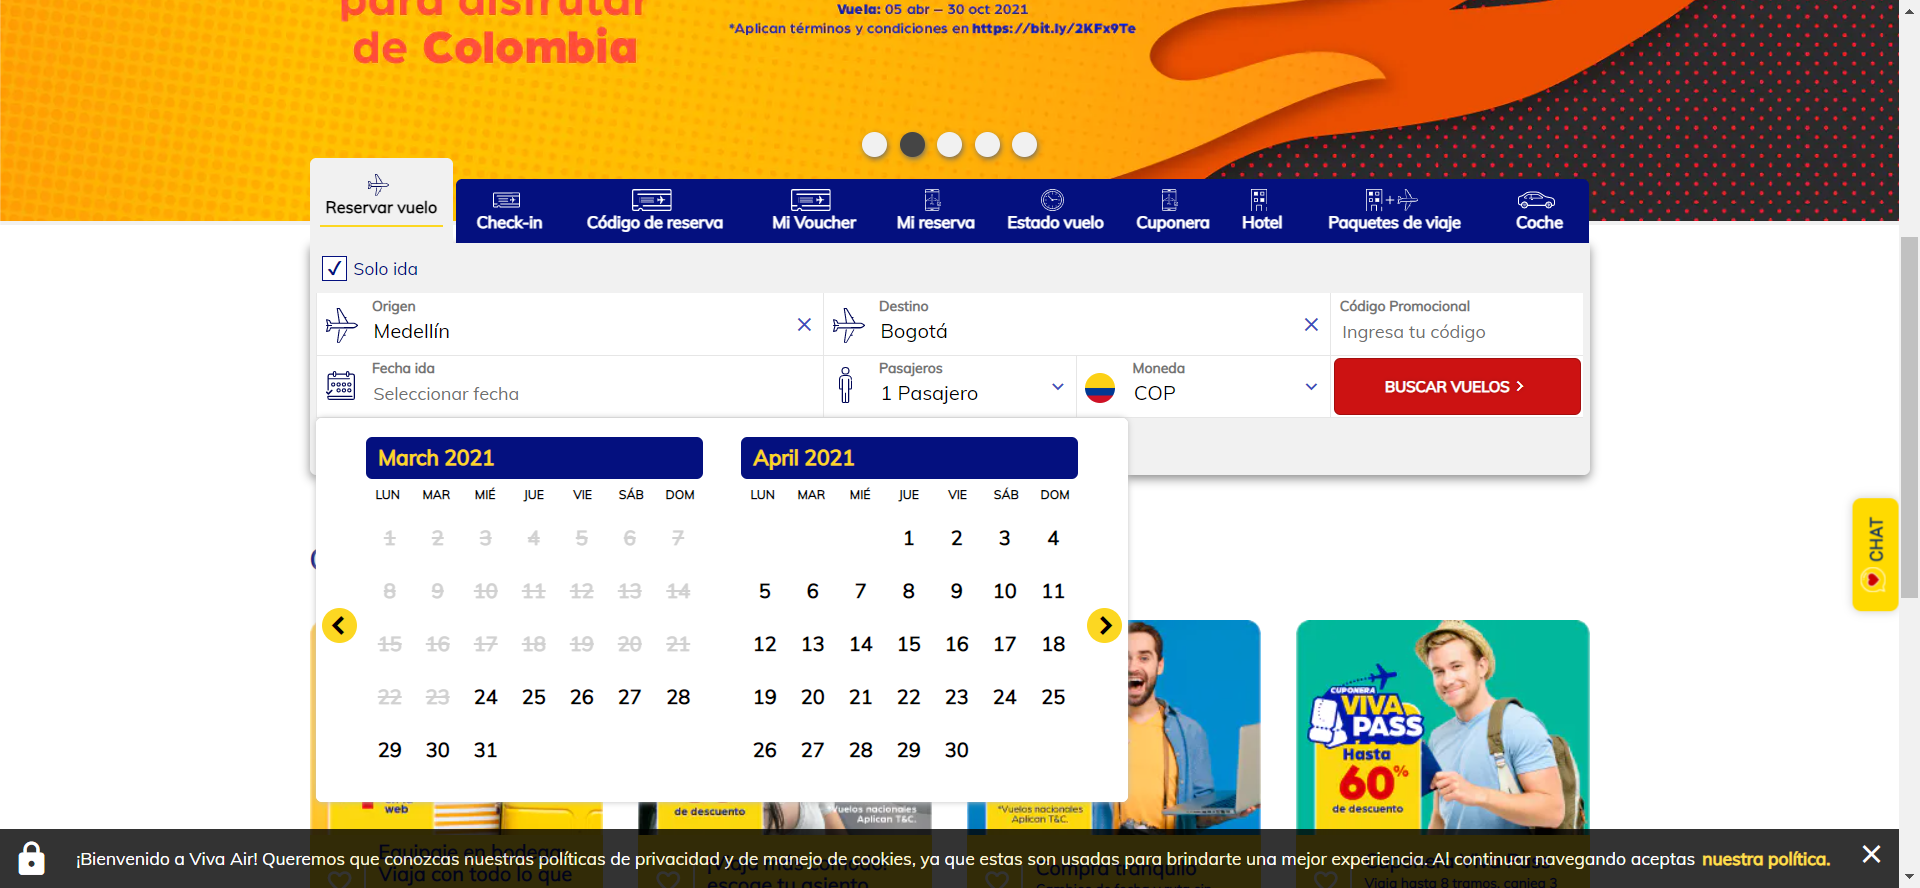 para disfrutar
de Colombia
Vuela: 05 abr – 30 oct 2021
*Aplican términos y condiciones en https://bit.ly/2KFx9Te
Reservar vuelo
Check-in
Código de reserva
Mi Voucher
Mi reserva
Estado vuelo
Cuponera
Hotel
Paquetes de viaje
Coche
Solo ida
Origen
Medellín
Destino
Bogotá
Código Promocional
Ingresa tu código
Fecha ida
Seleccionar fecha
Pasajeros
1 Pasajero
Moneda
COP
BUSCAR VUELOS
March 2021
LUN MAR MIÉ JUE VIE SÁB DOM
1 2 3 4 5 6 7
8 9 10 11 12 13 14
15 16 17 18 19 20 21
22 23 24 25 26 27 28
29 30 31
April 2021
LUN MAR MIÉ JUE VIE SÁB DOM
1 2 3 4
5 6 7 8 9 10 11
12 13 14 15 16 17 18
19 20 21 22 23 24 25
26 27 28 29 30
CHAT
CUPONERA
VIVA
PASS
Hasta
60%
de descuento
web
de descuento
*Vuelos nacionales
Aplican T&C.
*Vuelos nacionales
Aplican T&C.
Equipaje en bodega:
Viaja con todo lo que
escoge tu asiento
Compra tranquilo
Viaja hasta 8 tramos, canjea 3
¡Bienvenido a Viva Air! Queremos que conozcas nuestras políticas de privacidad y de manejo de cookies, ya que estas son usadas para brindarte una mejor experiencia. Al continuar navegando aceptas nuestra política.